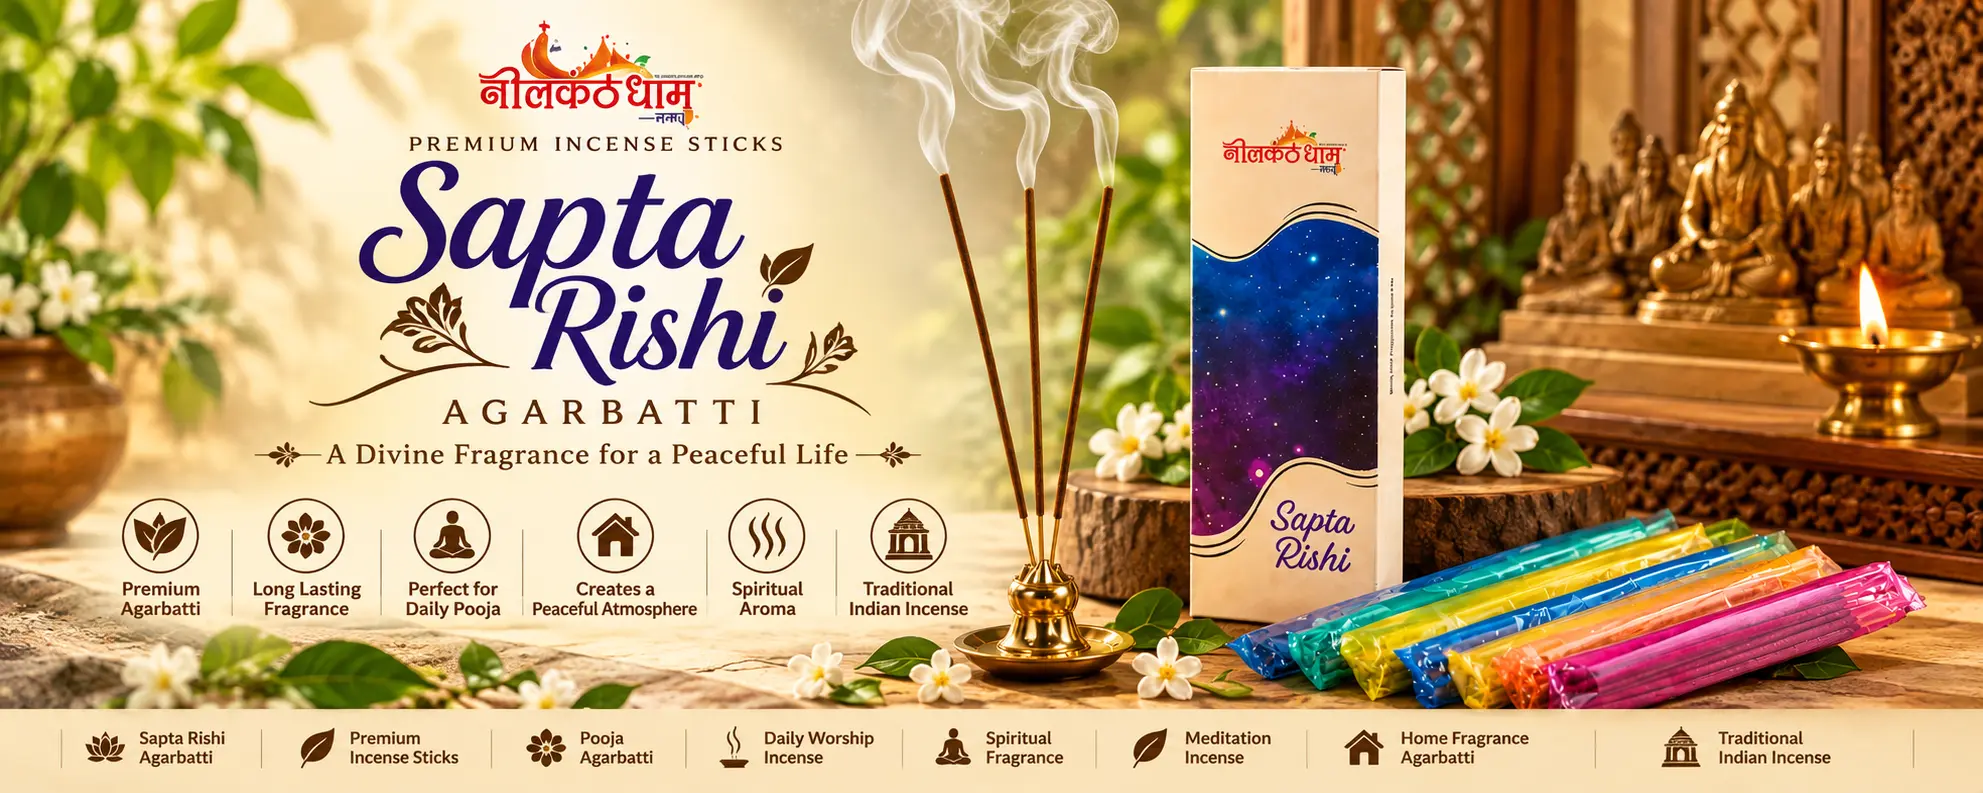 नीलकंठ धाम
PREMIUM INCENSE STICKS
Sapta
Rishi
AGARBATTI
A Divine Fragrance for a Peaceful Life
Premium
Agarbatti
Long Lasting
Fragrance
Perfect for
Daily Pooja
Creates a
Peaceful Atmosphere
Spiritual
Aroma
Traditional
Indian Incense
नीलकंठ धाम
Sapta
Rishi
Sapta Rishi
Agarbatti
Premium
Incense Sticks
Pooja
Agarbatti
Daily Worship
Incense
Spiritual
Fragrance
Meditation
Incense
Home Fragrance
Agarbatti
Traditional
Indian Incense